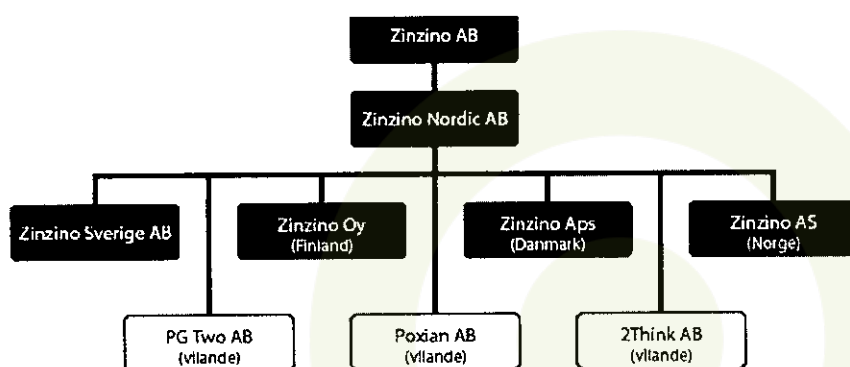 Zinzino AB
Zinzino Nordic AB
Zinzino Sverige AB
Zinzino Oy
(Finland)
Zinzino Aps
(Danmark)
Zinzino AS
(Norge)
PG Two AB
(vilande)
Poxian AB
(vilande)
2Think AB
(vilande)